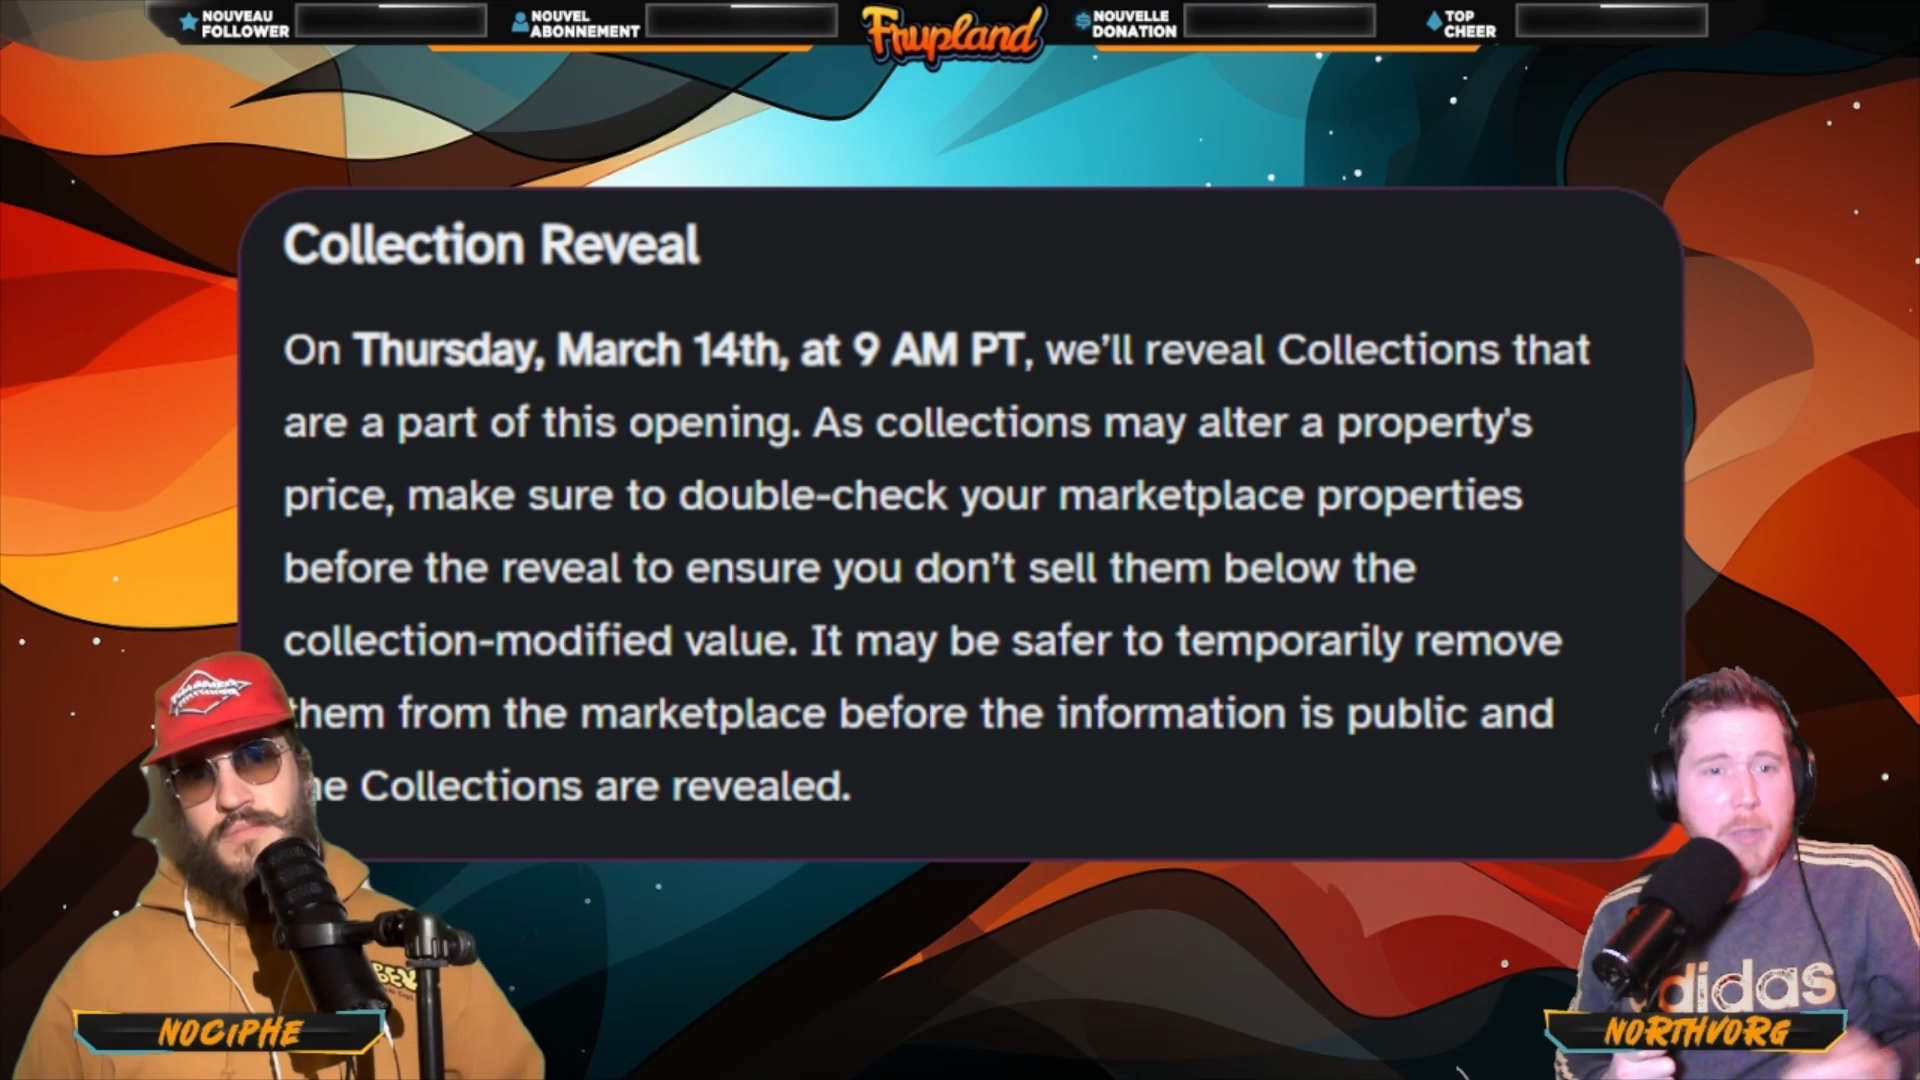 NOUVEAU
FOLLOWER
NOUVEL
ABONNEMENT
Frupland
NOUVELLE
DONATION
TOP
CHEER
Collection Reveal
On Thursday, March 14th, at 9 AM PT, we’ll reveal Collections that
are a part of this opening. As collections may alter a property's
price, make sure to double-check your marketplace properties
before the reveal to ensure you don’t sell them below the
collection-modified value. It may be safer to temporarily remove
them from the marketplace before the information is public and
he Collections are revealed.
adidas
NOCIPHE
NORTHVORG